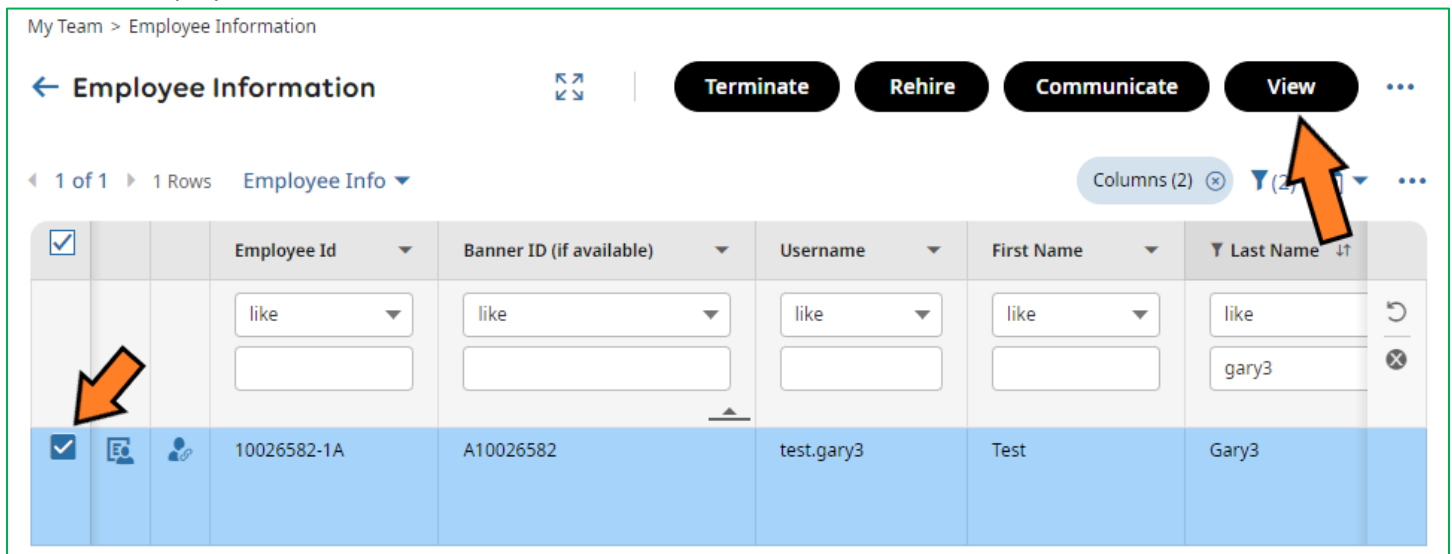 My Team > Employee Information
Employee Information Terminate Rehire Communicate View
1 of 1 1 Rows Employee Info Columns (2) (2)
Employee Id Banner ID (if available) Username First Name Last Name
like like like like like
gary3
10026582-1A A10026582 test.gary3 Test Gary3